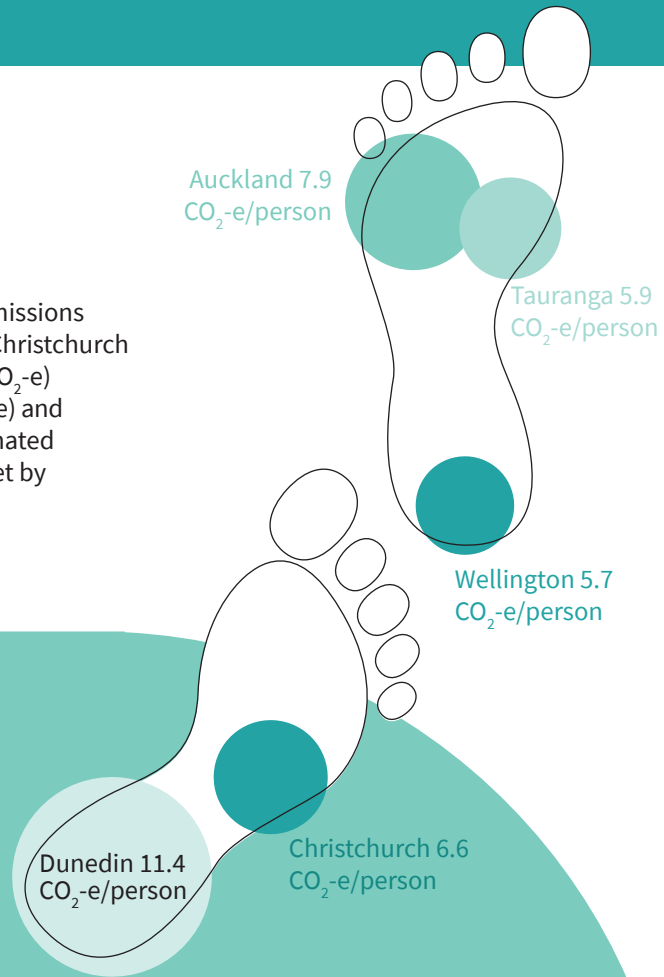 Auckland 7.9
CO₂-e/person
Tauranga 5.9
CO₂-e/person
missions
Christchurch
O₂-e)
e) and
nated
et by
Wellington 5.7
CO₂-e/person
Christchurch 6.6
CO₂-e/person
Dunedin 11.4
CO₂-e/person